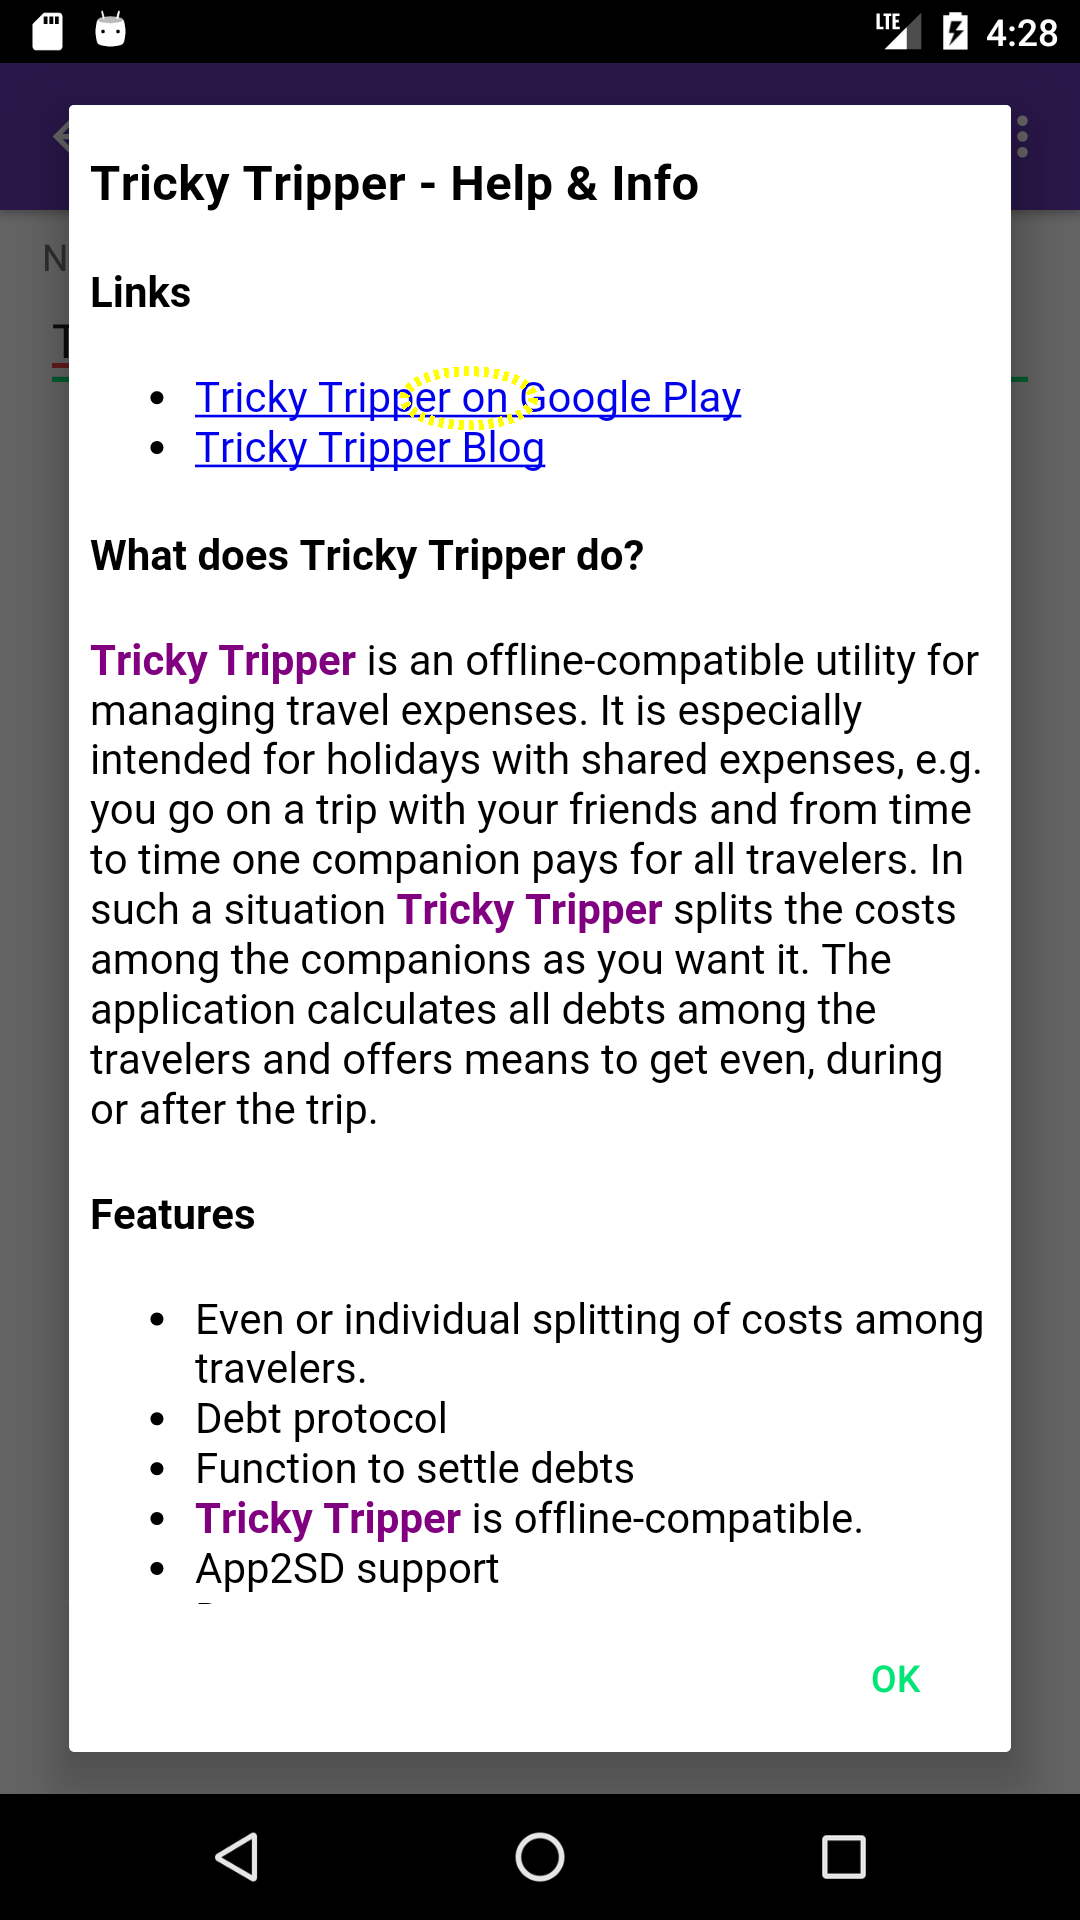 LTE 4:28
Tricky Tripper - Help & Info
N
Links
T
Tricky Tripper on Google Play
Tricky Tripper Blog
What does Tricky Tripper do?
Tricky Tripper is an offline-compatible utility for
managing travel expenses. It is especially
intended for holidays with shared expenses, e.g.
you go on a trip with your friends and from time
to time one companion pays for all travelers. In
such a situation Tricky Tripper splits the costs
among the companions as you want it. The
application calculates all debts among the
travelers and offers means to get even, during
or after the trip.
Features
Even or individual splitting of costs among
travelers.
Debt protocol
Function to settle debts
Tricky Tripper is offline-compatible.
App2SD support
OK